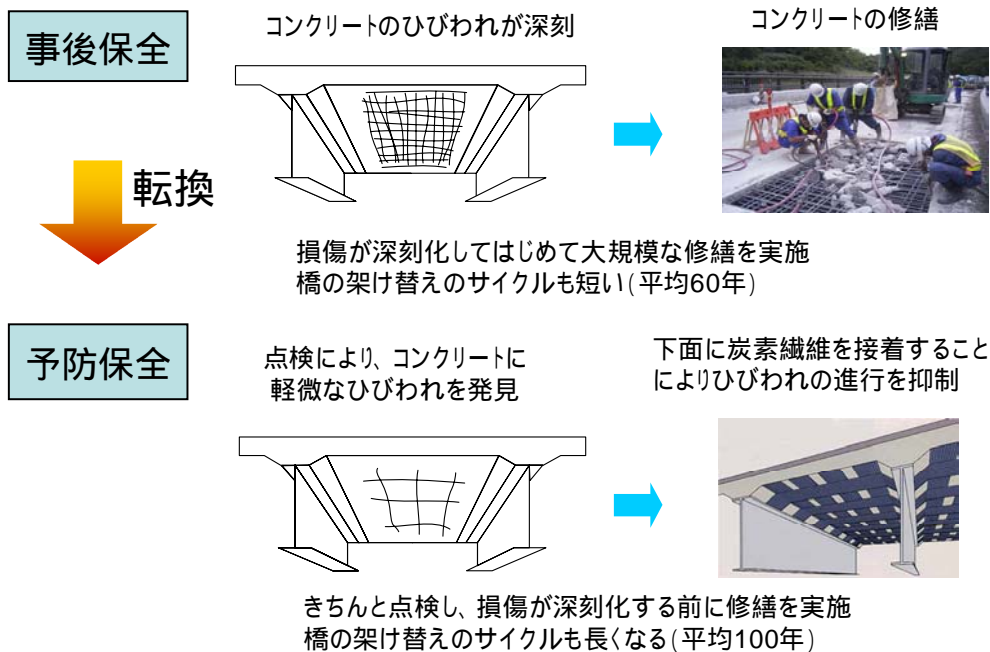 事後保全
コンクリートのひびわれが深刻
コンクリートの修繕
転換
損傷が深刻化してはじめて大規模な修繕を実施
橋の架け替えのサイクルも短い(平均60年)
予防保全
点検により、コンクリートに
軽微なひびわれを発見
下面に炭素繊維を接着すること
によりひびわれの進行を抑制
きちんと点検し、損傷が深刻化する前に修繕を実施
橋の架け替えのサイクルも長くなる(平均100年)